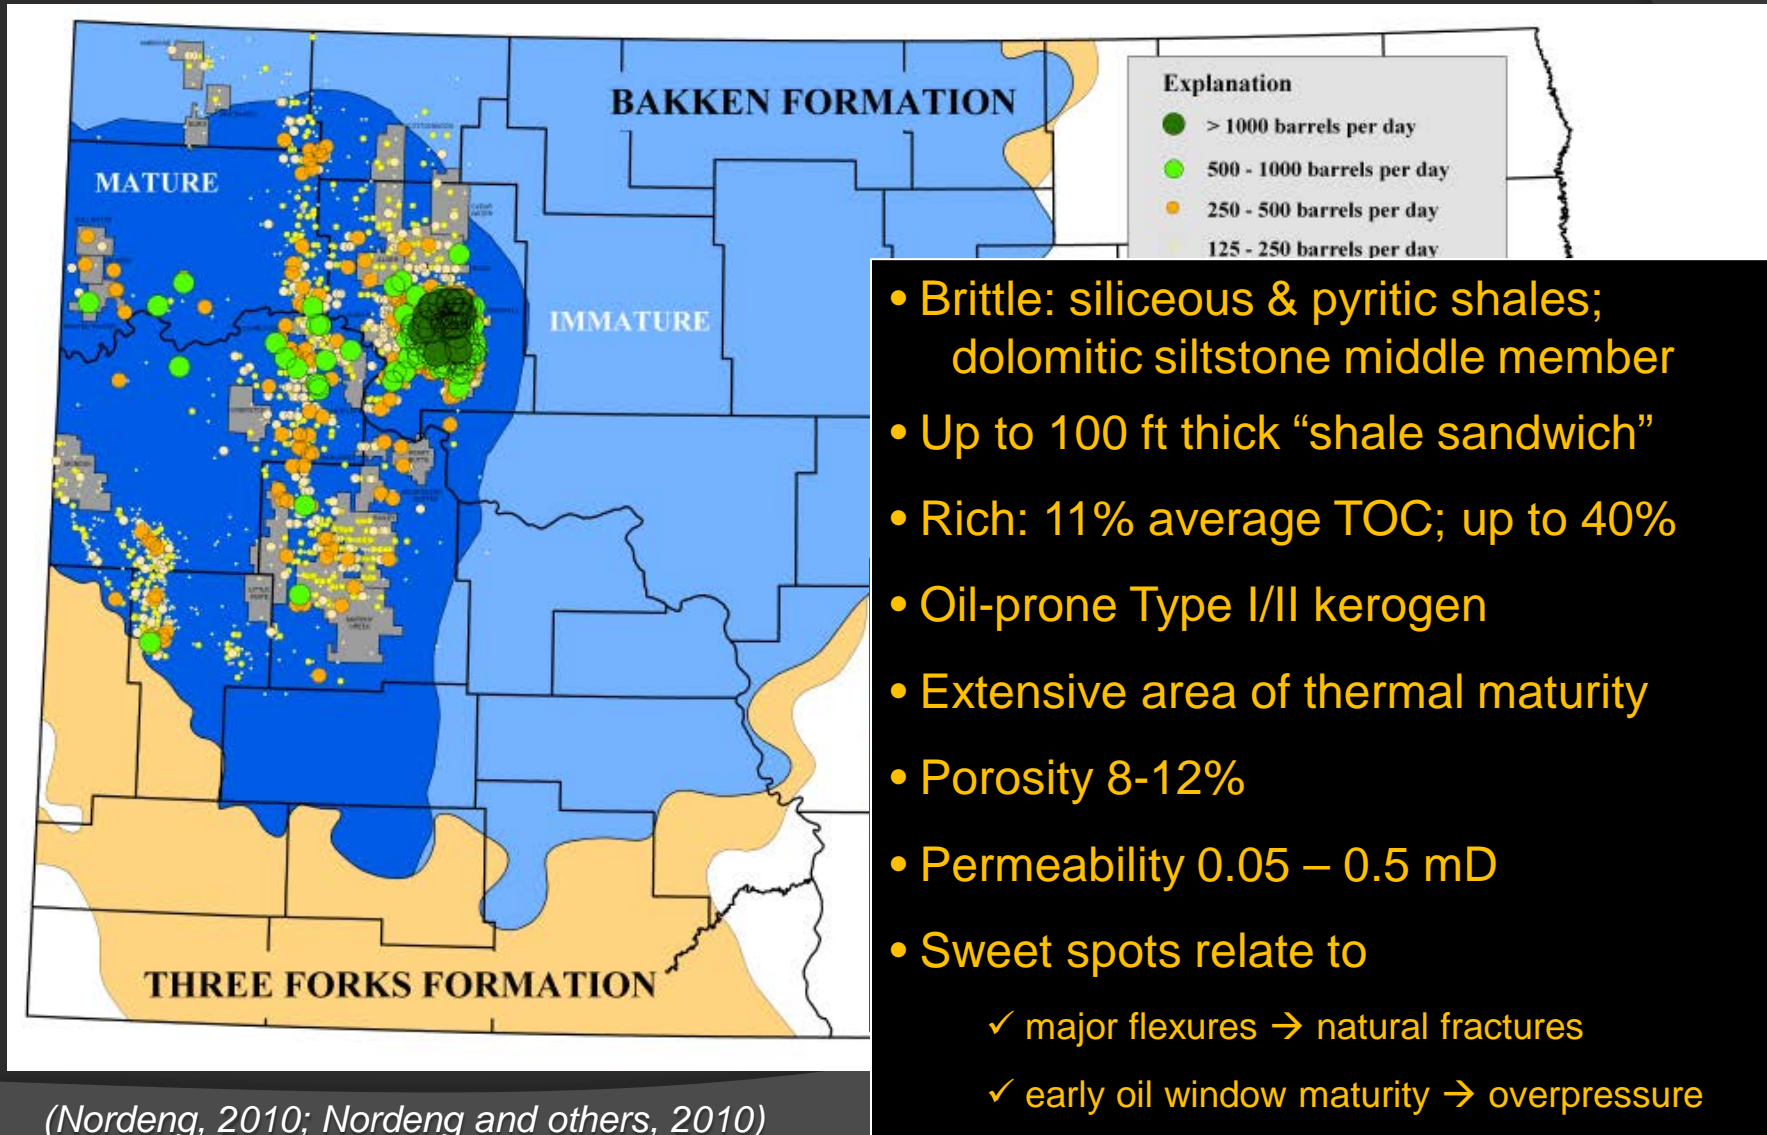 BAKKEN FORMATION
MATURE
IMMATURE
THREE FORKS FORMATION
Explanation
> 1000 barrels per day
500 - 1000 barrels per day
250 - 500 barrels per day
125 - 250 barrels per day
• Brittle: siliceous & pyritic shales;
dolomitic siltstone middle member
• Up to 100 ft thick “shale sandwich”
• Rich: 11% average TOC; up to 40%
• Oil-prone Type I/II kerogen
• Extensive area of thermal maturity
• Porosity 8-12%
• Permeability 0.05 – 0.5 mD
• Sweet spots relate to
✓ major flexures → natural fractures
✓ early oil window maturity → overpressure
(Nordeng, 2010; Nordeng and others, 2010)